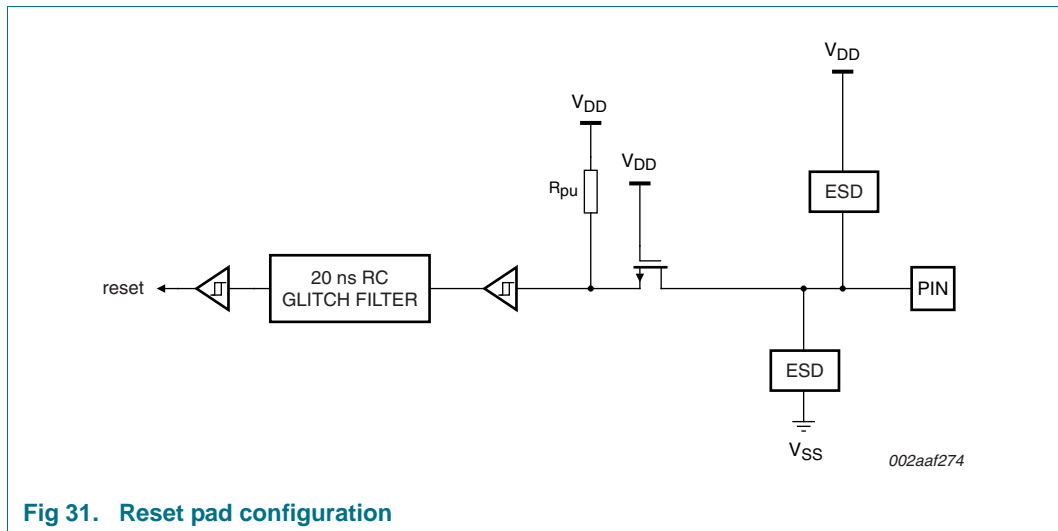 VDD
VDD
VDD
Rpu
ESD
reset
20 ns RC
GLITCH FILTER
PIN
ESD
VSS
002aaf274
Fig 31. Reset pad configuration